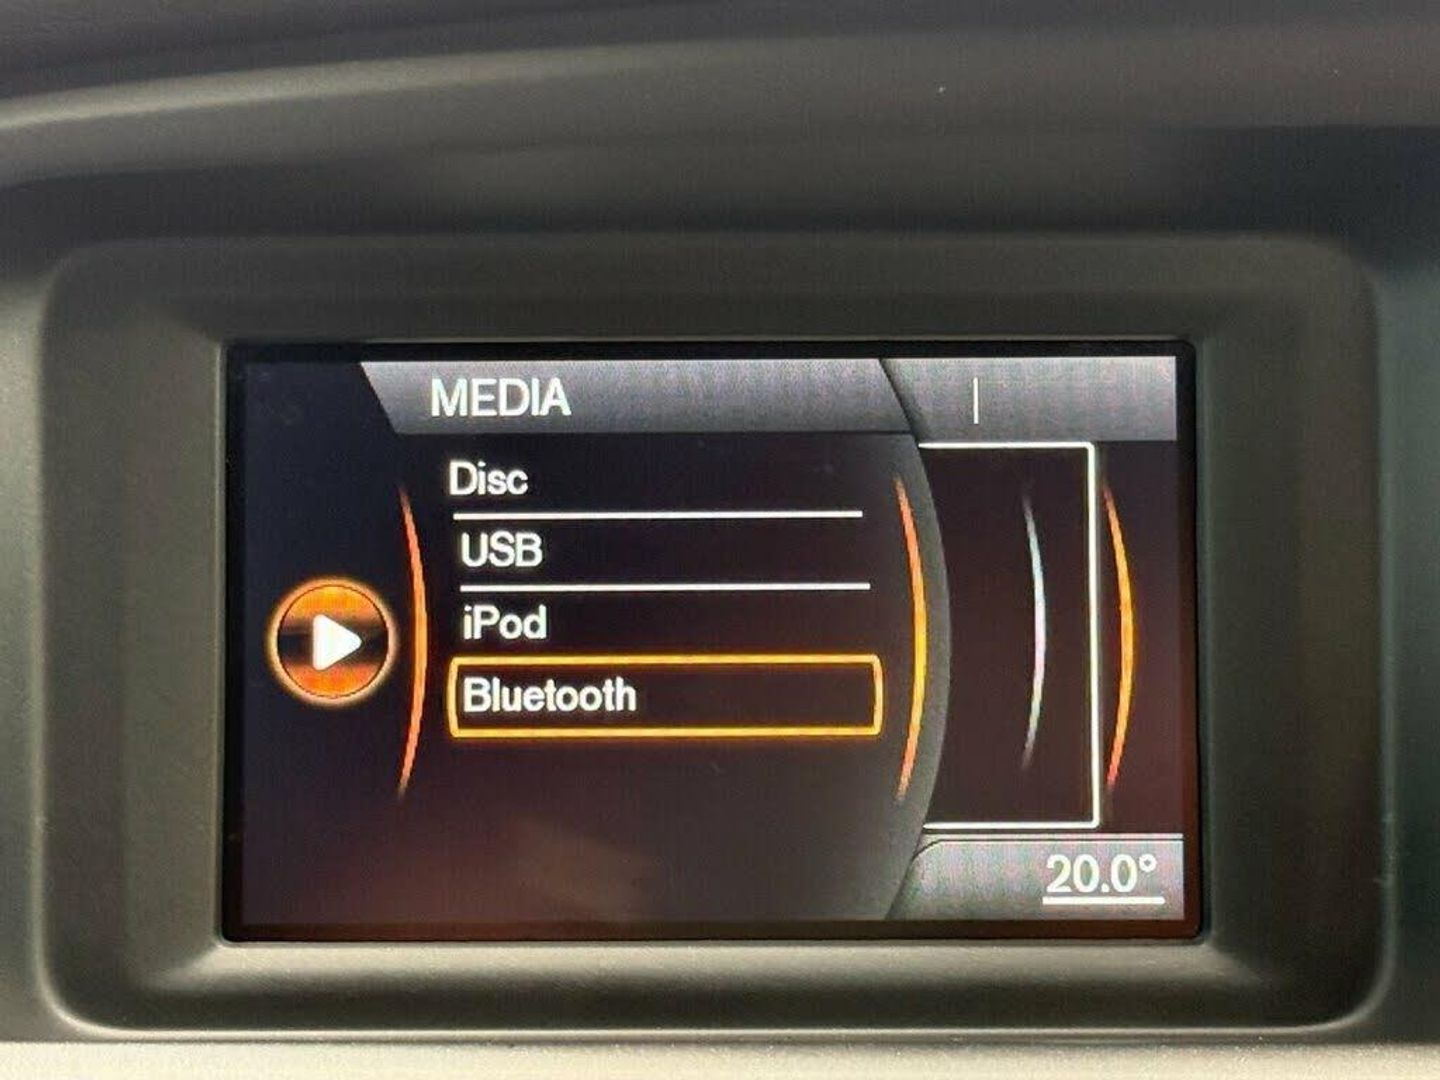 MEDIA
Disc
USB
iPod
Bluetooth
20.0°